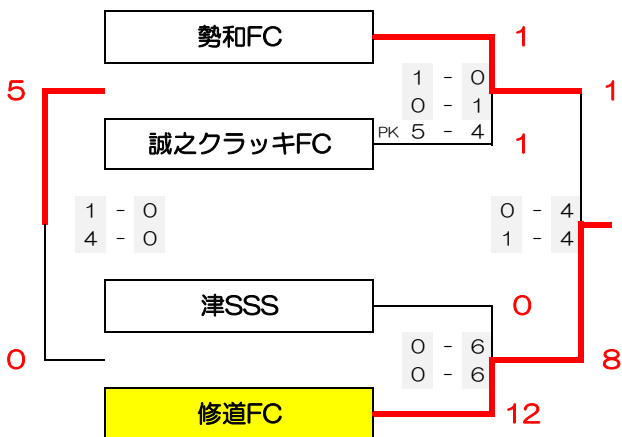 勢和FC 1
1 - 0
5 0 - 1 1
PK 5 - 4
誠之クラッキFC 1
1 - 0 0 - 4
4 - 0 1 - 4
津SSS 0
0 - 6
0 0 - 6 8
修道FC 12